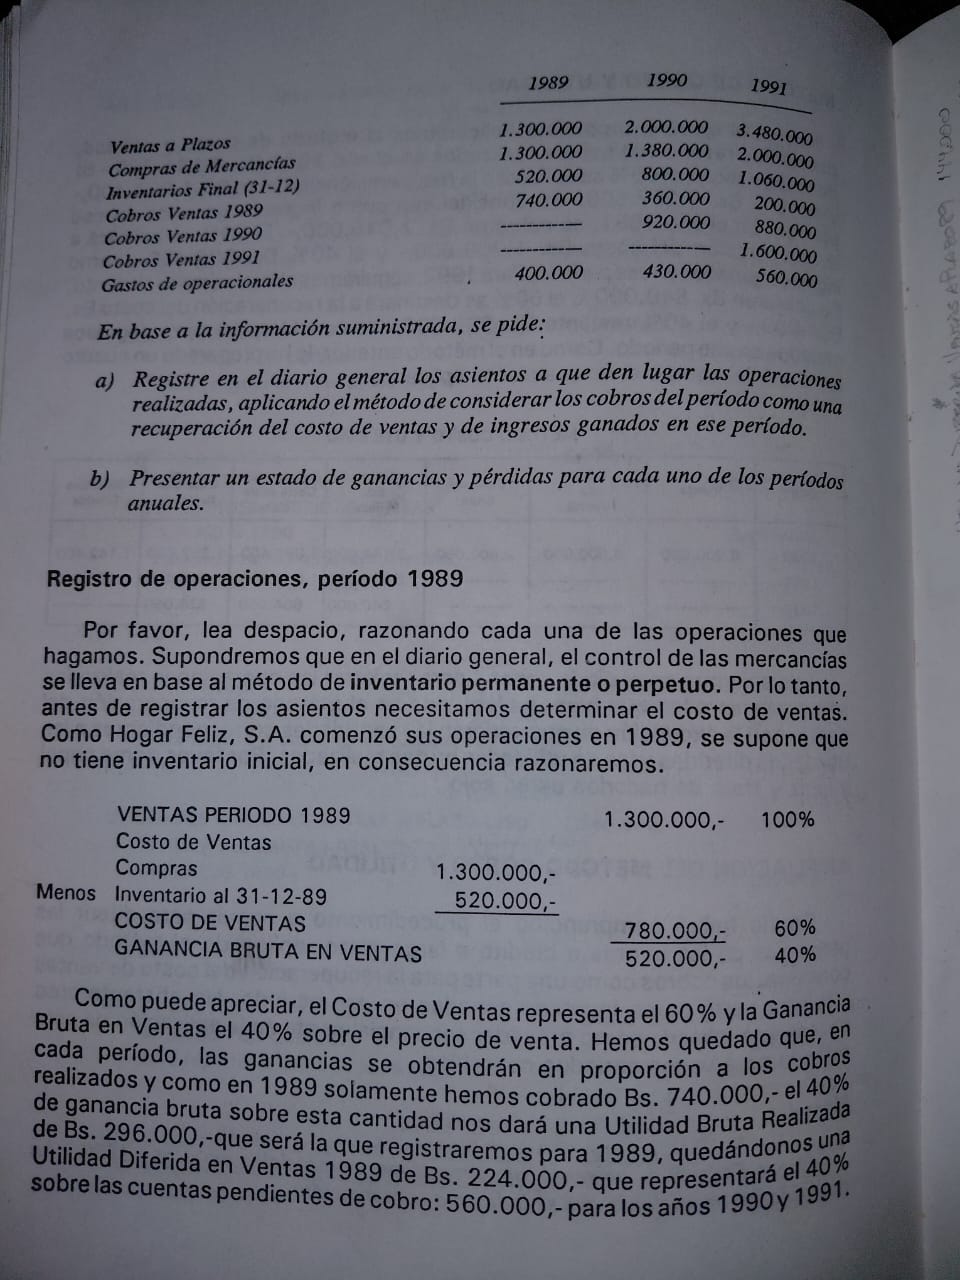 1989 1990 1991
Ventas a Plazos 1.300.000 2.000.000 3.480.000
Compras de Mercancías 1.300.000 1.380.000 2.000.000
Inventarios Final (31-12) 520.000 800.000 1.060.000
Cobros Ventas 1989 740.000 360.000 200.000
Cobros Ventas 1990 ------------- 920.000 880.000
Cobros Ventas 1991 ------------- ------------- 1.600.000
Gastos de operacionales 400.000 430.000 560.000
En base a la información suministrada, se pide:
a) Registre en el diario general los asientos a que den lugar las operaciones
realizadas, aplicando el método de considerar los cobros del período como una
recuperación del costo de ventas y de ingresos ganados en ese período.
b) Presentar un estado de ganancias y pérdidas para cada uno de los períodos
anuales.
Registro de operaciones, período 1989
Por favor, lea despacio, razonando cada una de las operaciones que
hagamos. Supondremos que en el diario general, el control de las mercancías
se lleva en base al método de inventario permanente o perpetuo. Por lo tanto,
antes de registrar los asientos necesitamos determinar el costo de ventas.
Como Hogar Feliz, S.A. comenzó sus operaciones en 1989, se supone que
no tiene inventario inicial, en consecuencia razonaremos.
VENTAS PERIODO 1989 1.300.000,- 100%
Costo de Ventas
Compras 1.300.000,-
Menos Inventario al 31-12-89 520.000,-
COSTO DE VENTAS 780.000,- 60%
GANANCIA BRUTA EN VENTAS 520.000,- 40%
Como puede apreciar, el Costo de Ventas representa el 60% y la Ganancia
Bruta en Ventas el 40% sobre el precio de venta. Hemos quedado que, en
cada período, las ganancias se obtendrán en proporción a los cobros
realizados y como en 1989 solamente hemos cobrado Bs. 740.000,- el 40%
de ganancia bruta sobre esta cantidad nos dará una Utilidad Bruta Realizada
de Bs. 296.000,-que será la que registraremos para 1989, quedándonos una
Utilidad Diferida en Ventas 1989 de Bs. 224.000,- que representará el 40%
sobre las cuentas pendientes de cobro: 560.000,- para los años 1990 y 1991.